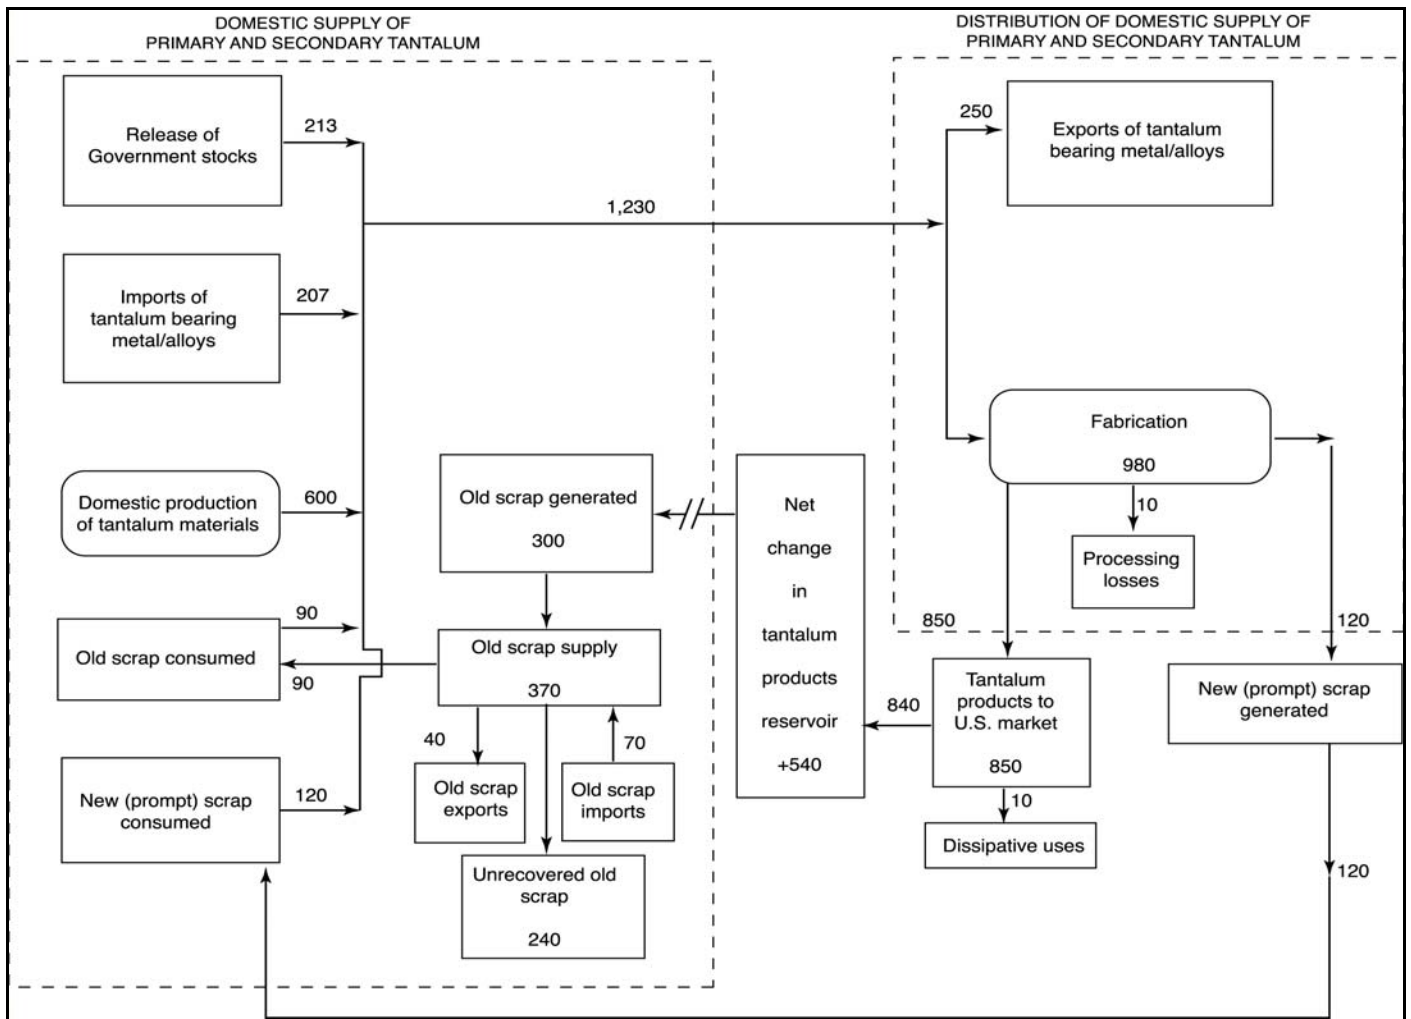 DOMESTIC SUPPLY OF
PRIMARY AND SECONDARY TANTALUM
DISTRIBUTION OF DOMESTIC SUPPLY OF
PRIMARY AND SECONDARY TANTALUM
Release of
Government stocks
213
250
Exports of tantalum
bearing metal/alloys
1,230
Imports of
tantalum bearing
metal/alloys
207
Fabrication
980
Domestic production
of tantalum materials
600
Old scrap generated
300
Net
change
in
tantalum
products
reservoir
+540
10
Processing
losses
850
120
Old scrap consumed
90
90
Old scrap supply
370
Tantalum
products to
U.S. market
850
840
New (prompt) scrap
generated
New (prompt) scrap
consumed
120
40
70
Old scrap
exports
Old scrap
imports
10
Dissipative uses
120
Unrecovered old
scrap
240